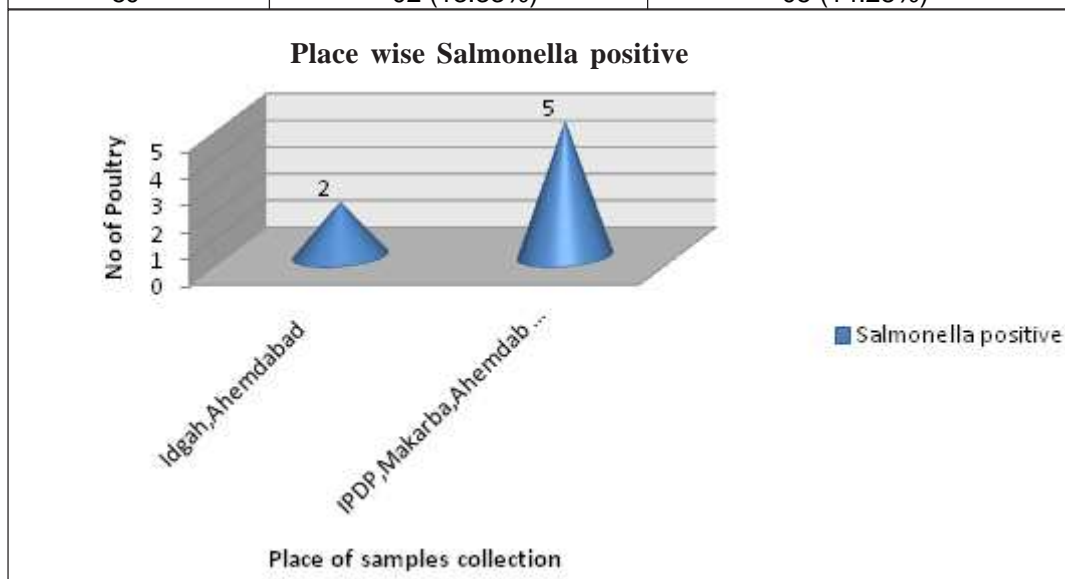 Place wise Salmonella positive
No of Poultry
5
4
3
2
1
0
2
5
Idgah,Ahemdabad
IPDP,Makarba,Ahemdab ...
Salmonella positive
Place of samples collection